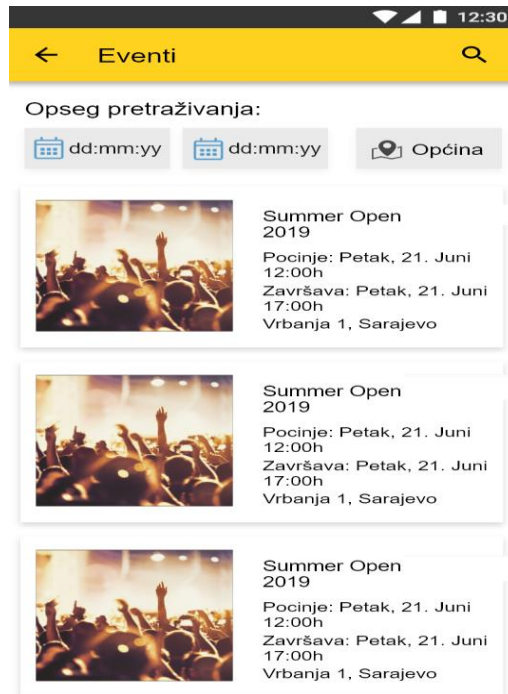 12:30
Eventi
Opseg pretraživanja:
dd:mm:yy dd:mm:yy Općina
Summer Open
2019
Pocinje: Petak, 21. Juni
12:00h
Završava: Petak, 21. Juni
17:00h
Vrbanja 1, Sarajevo
Summer Open
2019
Pocinje: Petak, 21. Juni
12:00h
Završava: Petak, 21. Juni
17:00h
Vrbanja 1, Sarajevo
Summer Open
2019
Pocinje: Petak, 21. Juni
12:00h
Završava: Petak, 21. Juni
17:00h
Vrbanja 1, Sarajevo